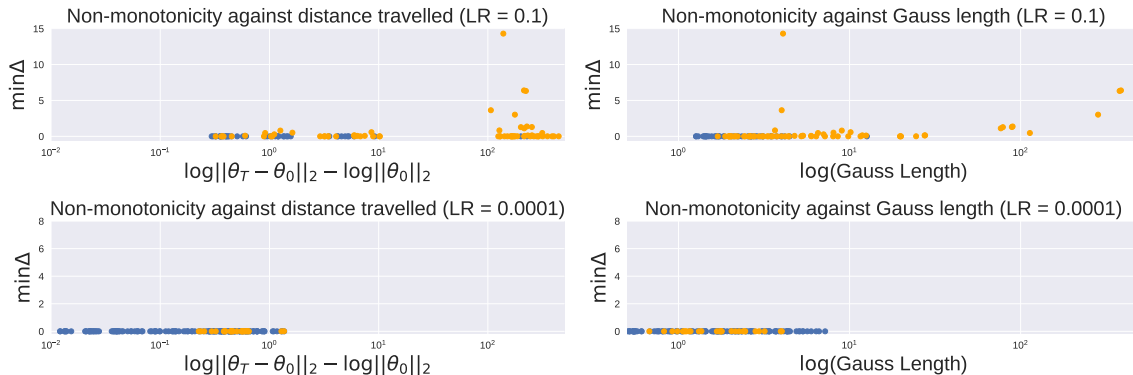 Non-monotonicity against distance travelled (LR = 0.1)
minΔ
15
10
5
0
10⁻² 10⁻¹ 10⁰ 10¹ 10²
log||θ_T − θ_0||_2 − log||θ_0||_2
Non-monotonicity against Gauss length (LR = 0.1)
minΔ
15
10
5
0
10⁰ 10¹ 10²
log(Gauss Length)
Non-monotonicity against distance travelled (LR = 0.0001)
minΔ
8
6
4
2
0
10⁻² 10⁻¹ 10⁰ 10¹ 10²
log||θ_T − θ_0||_2 − log||θ_0||_2
Non-monotonicity against Gauss length (LR = 0.0001)
minΔ
8
6
4
2
0
10⁰ 10¹ 10²
log(Gauss Length)